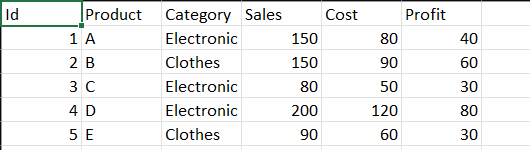 Id Product Category Sales Cost Profit
1 A Electronic 150 80 40
2 B Clothes 150 90 60
3 C Electronic 80 50 30
4 D Electronic 200 120 80
5 E Clothes 90 60 30